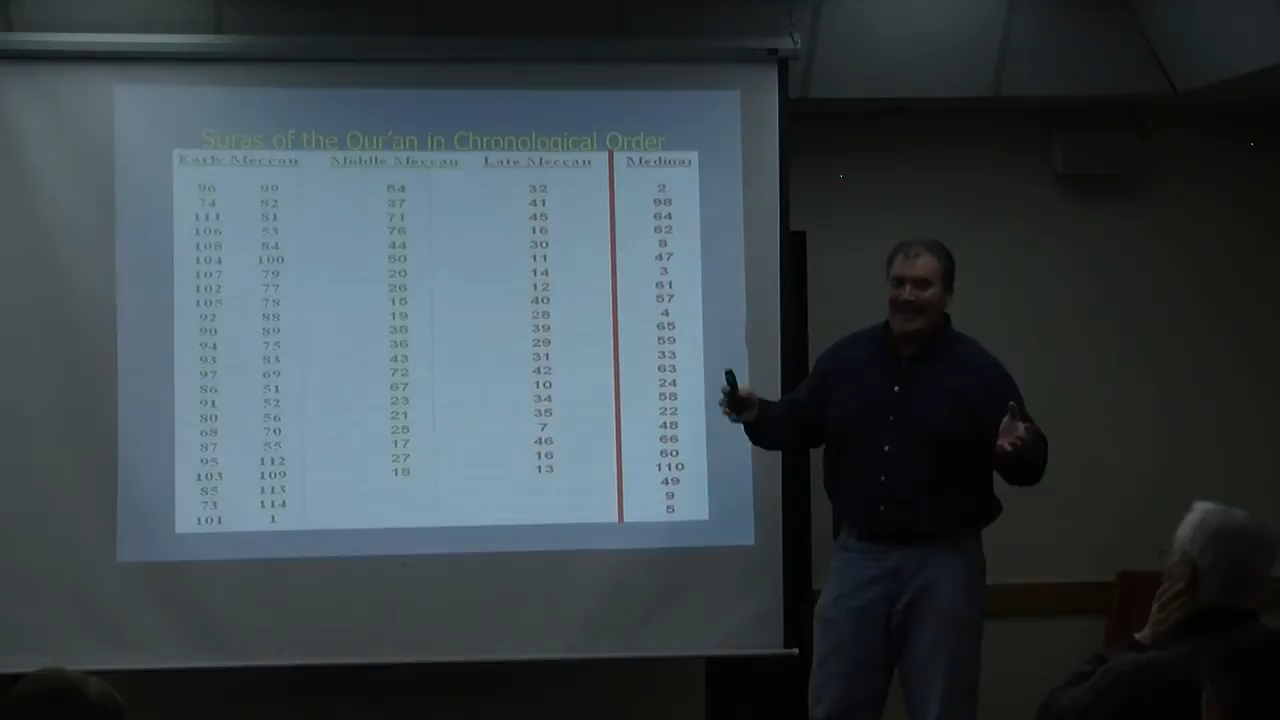 Suras of the Qur'an in Chronological Order
Early Meccan Middle Meccan Late Meccan Medinan
96 99 54 32 2
74 82 37 41 98
111 81 71 45 64
106 53 76 16 62
108 84 44 30 8
104 100 50 11 47
107 79 20 14 3
102 77 26 12 61
105 78 15 40 57
92 88 19 28 4
90 89 38 39 65
94 75 36 29 59
93 83 43 31 33
97 69 72 42 63
86 51 67 10 24
91 52 23 34 58
80 56 21 35 22
68 70 25 7 48
87 55 17 46 66
95 112 27 16 60
103 109 18 13 110
85 113 49
73 114 9
101 1 5